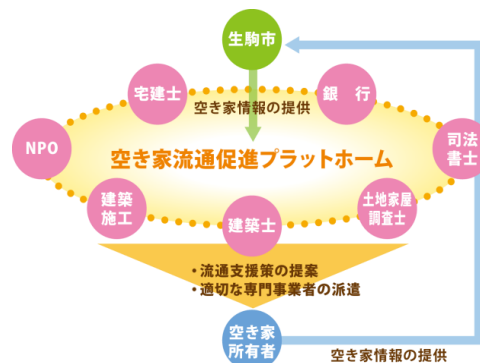 生駒市
宅建士
銀 行
空き家情報の提供
NPO
空き家流通促進プラットホーム
司法
書士
建築
施工
建築士
土地家屋
調査士
・流通支援策の提案
・適切な専門事業者の派遣
空き家
所有者
空き家情報の提供